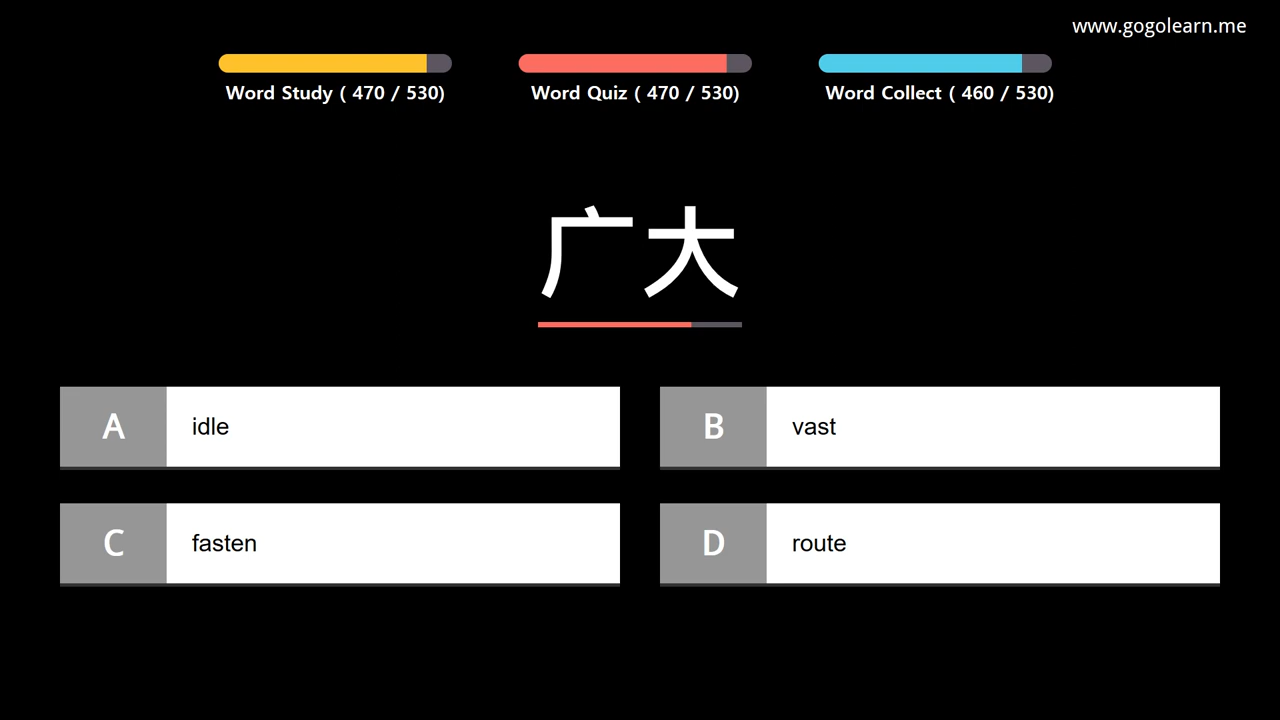 www.gogolearn.me
Word Study ( 470 / 530)
Word Quiz ( 470 / 530)
Word Collect ( 460 / 530)
广大
A idle
B vast
C fasten
D route